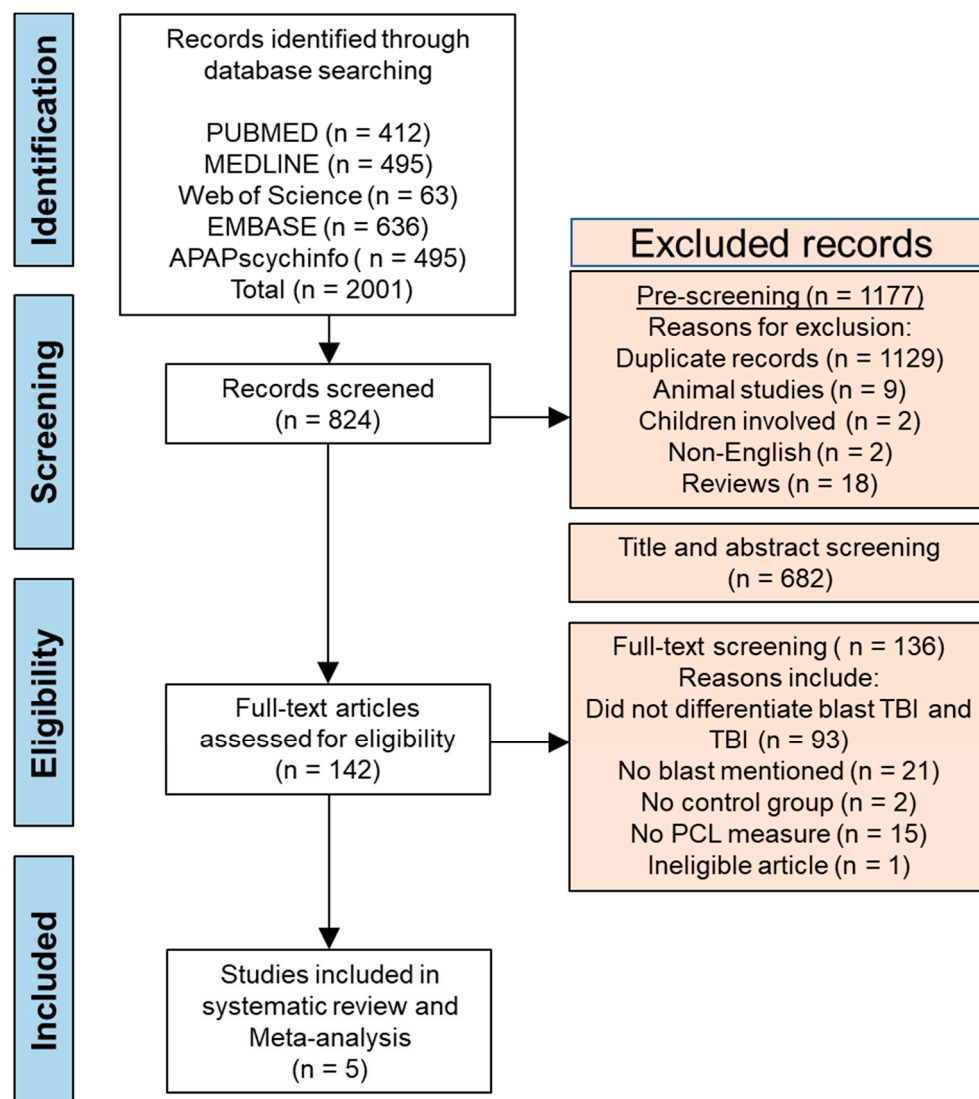 Identification
Records identified through
database searching
PUBMED (n = 412)
MEDLINE (n = 495)
Web of Science (n = 63)
EMBASE (n = 636)
APAPscychinfo ( n = 495)
Total (n = 2001)
Excluded records
Screening
Records screened
(n = 824)
Pre-screening (n = 1177)
Reasons for exclusion:
Duplicate records (n = 1129)
Animal studies (n = 9)
Children involved (n = 2)
Non-English (n = 2)
Reviews (n = 18)
Title and abstract screening
(n = 682)
Eligibility
Full-text articles
assessed for eligibility
(n = 142)
Full-text screening ( n = 136)
Reasons include:
Did not differentiate blast TBI and
TBI (n = 93)
No blast mentioned (n = 21)
No control group (n = 2)
No PCL measure (n = 15)
Ineligible article (n = 1)
Included
Studies included in
systematic review and
Meta-analysis
(n = 5)